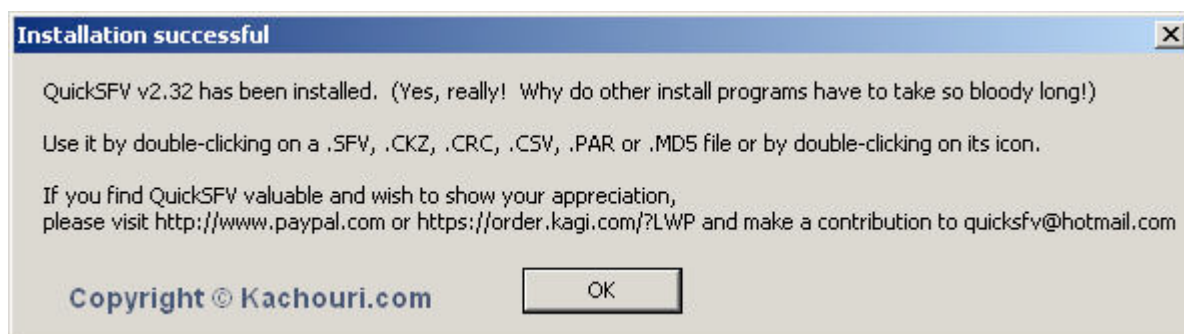 Installation successful
QuickSFV v2.32 has been installed. (Yes, really! Why do other install programs have to take so bloody long!)
Use it by double-clicking on a .SFV, .CKZ, .CRC, .CSV, .PAR or .MD5 file or by double-clicking on its icon.
If you find QuickSFV valuable and wish to show your appreciation,
please visit http://www.paypal.com or https://order.kagi.com/?LWP and make a contribution to quicksfv@hotmail.com
OK
Copyright © Kachouri.com